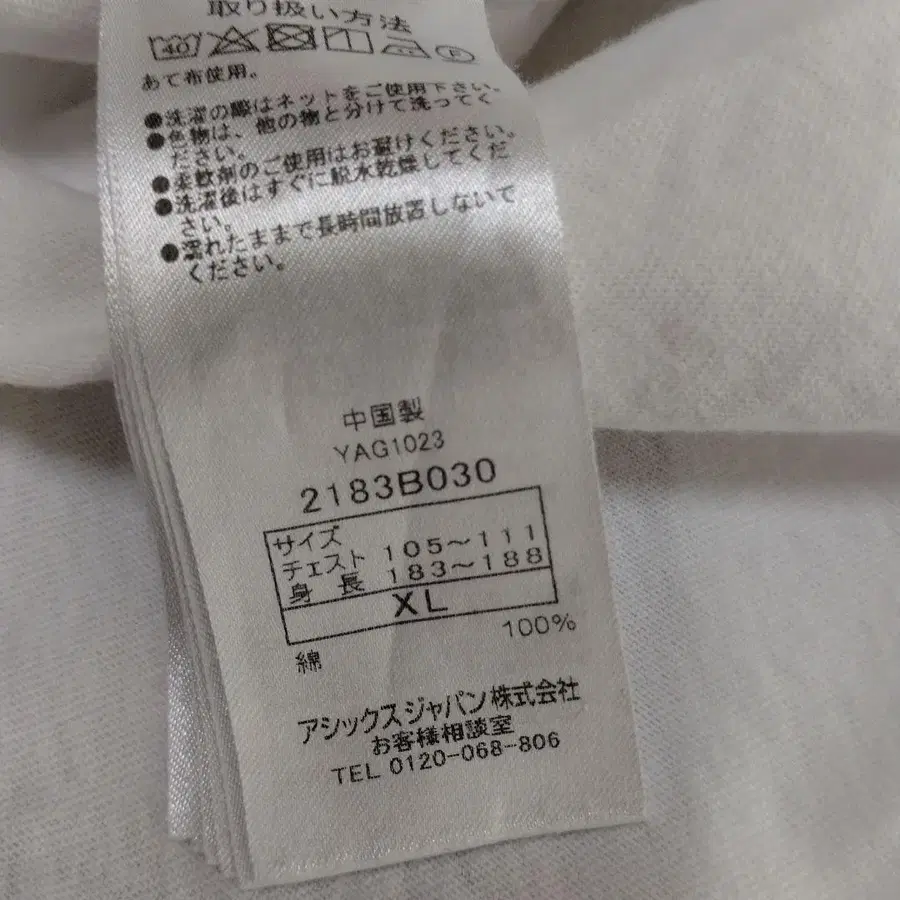 取り扱い方法
40
あて布使用。
●洗濯の際はネットをご使用下さい。
●色物は、他の物と分けて洗ってく
ださい。
●柔軟剤のご使用はお避けください。
●洗濯後はすぐに脱水乾燥してくだ
さい。
●濡れたままで長時間放置しないで
ください。
中国製
YAG1023
2183B030
サイズ
チェスト 105〜111
身長 183〜188
XL
綿 100%
アシックスジャパン株式会社
お客様相談室
TEL 0120-068-806